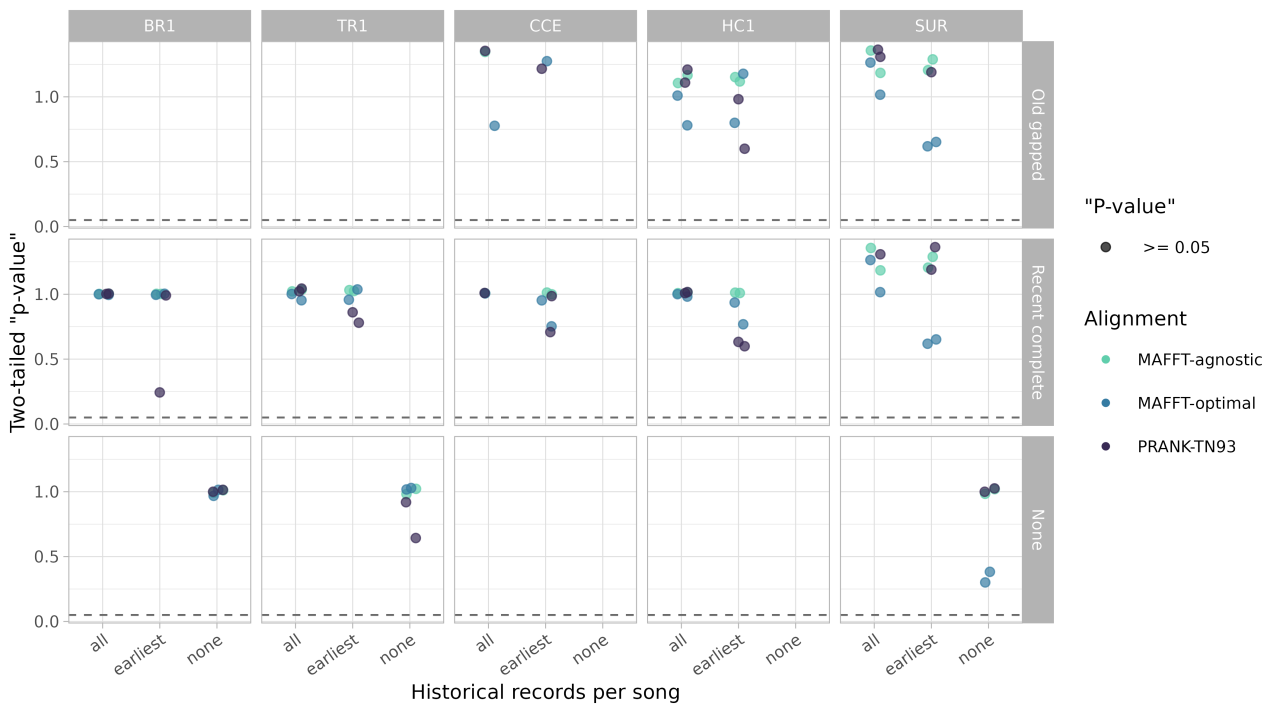 BR1 TR1 CCE HC1 SUR
1.0
0.5
0.0
Old gapped
1.0
0.5
0.0
Recent complete
1.0
0.5
0.0
None
Two-tailed "p-value"
all earliest none all earliest none all earliest none all earliest none all earliest none
Historical records per song
"P-value"
>= 0.05
Alignment
MAFFT-agnostic
MAFFT-optimal
PRANK-TN93